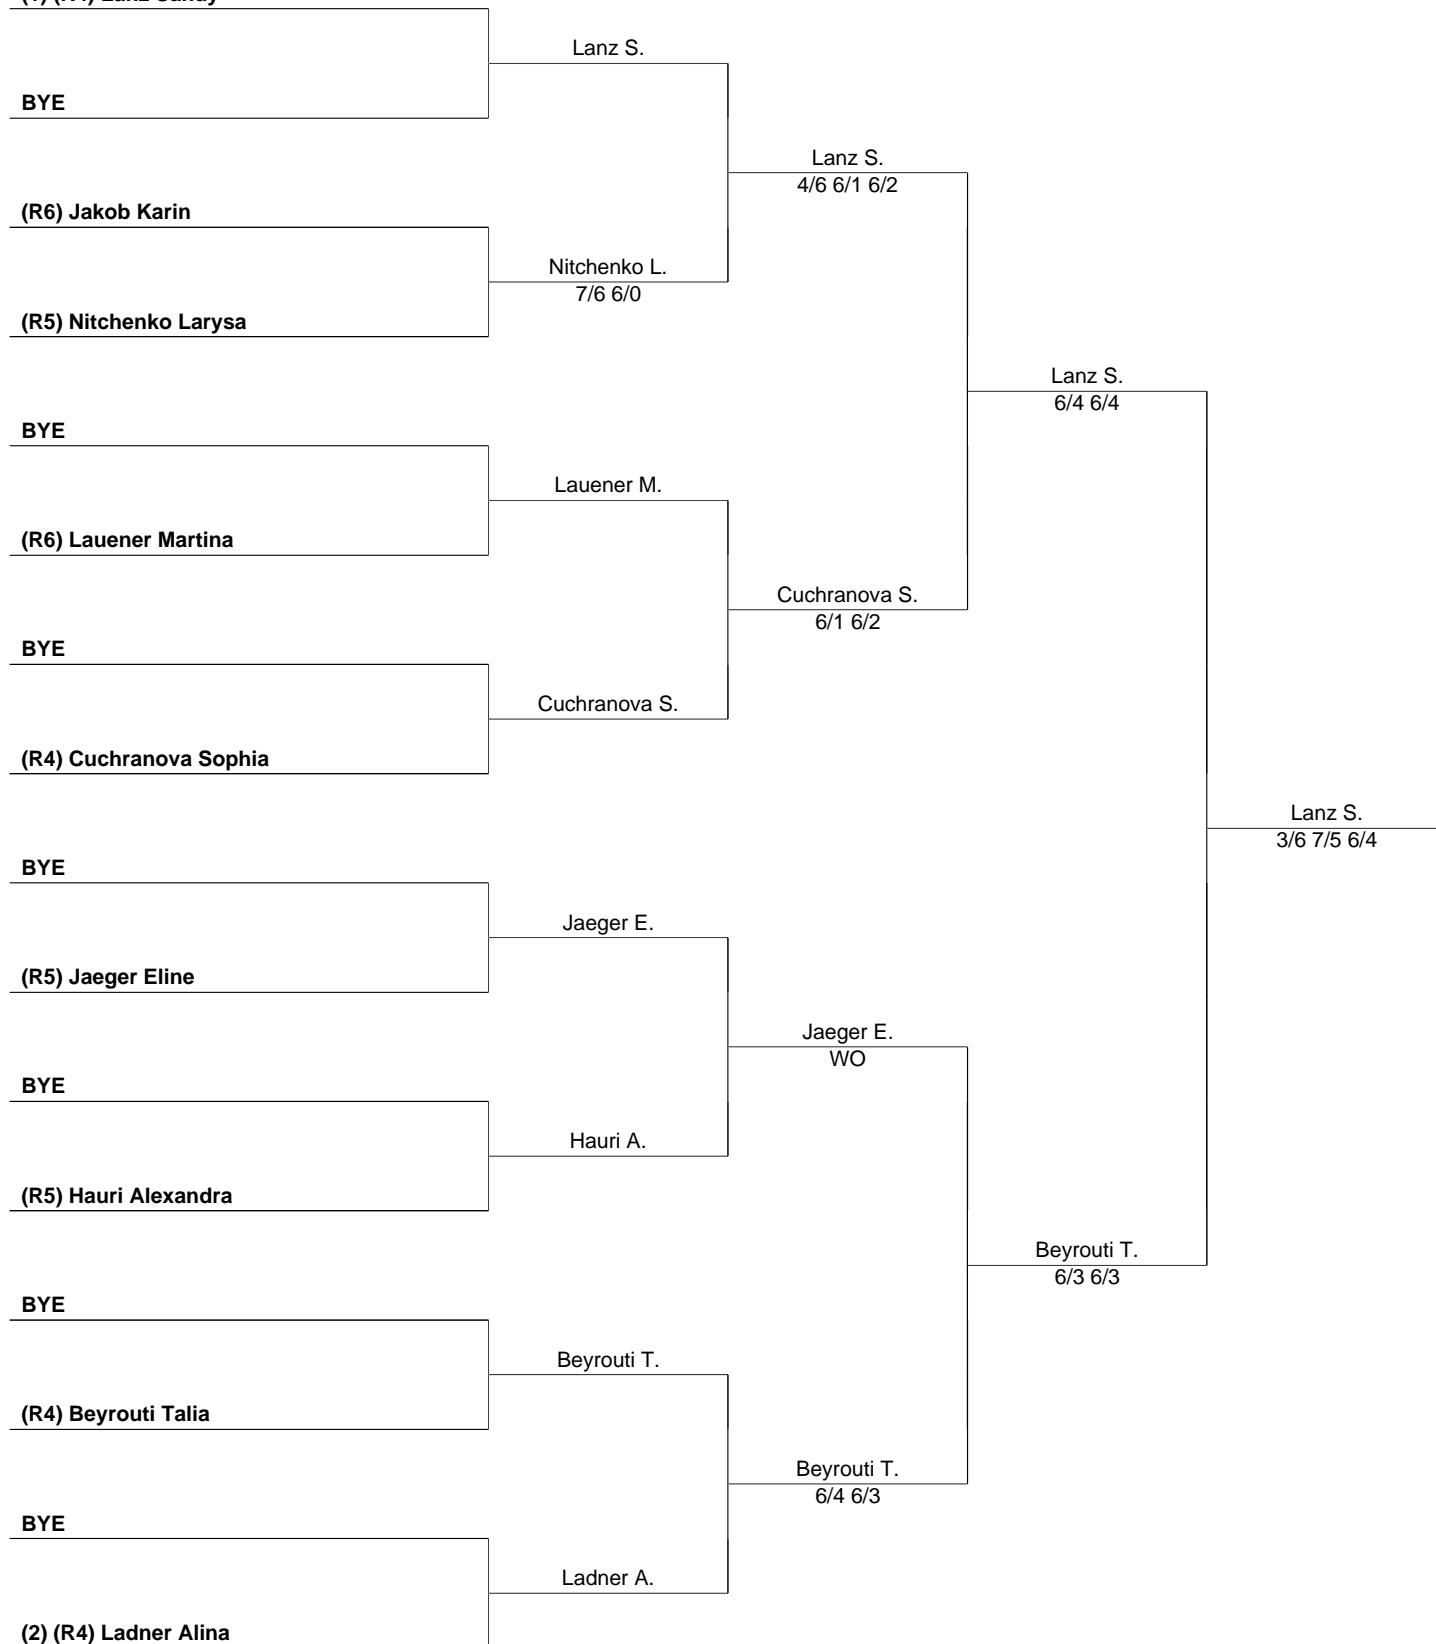 Lanz S.
BYE
Lanz S.
4/6 6/1 6/2
(R6) Jakob Karin
Nitchenko L.
7/6 6/0
(R5) Nitchenko Larysa
Lanz S.
6/4 6/4
BYE
Lauener M.
(R6) Lauener Martina
Cuchranova S.
6/1 6/2
BYE
Cuchranova S.
(R4) Cuchranova Sophia
Lanz S.
3/6 7/5 6/4
BYE
Jaeger E.
(R5) Jaeger Eline
Jaeger E.
WO
BYE
Hauri A.
(R5) Hauri Alexandra
Beyrouti T.
6/3 6/3
BYE
Beyrouti T.
(R4) Beyrouti Talia
Beyrouti T.
6/4 6/3
BYE
Ladner A.
(2) (R4) Ladner Alina